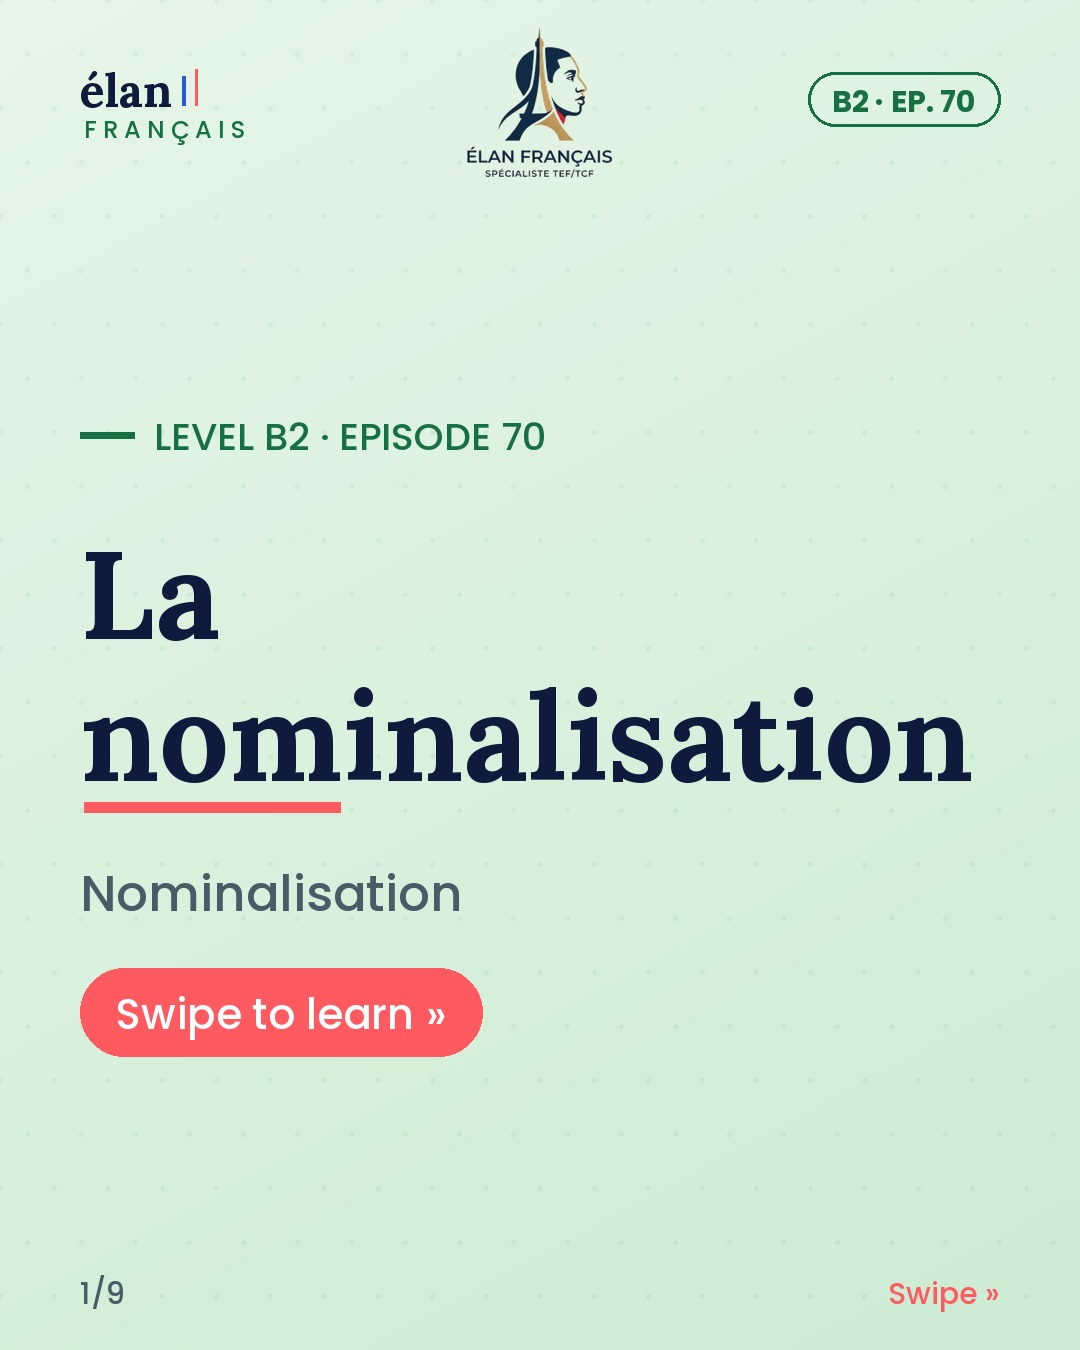 élan
FRANÇAIS
ÉLAN FRANÇAIS
SPÉCIALISTE TEF/TCF
B2 · EP. 70
LEVEL B2 · EPISODE 70
La
nominalisation
Nominalisation
Swipe to learn »
1/9
Swipe »